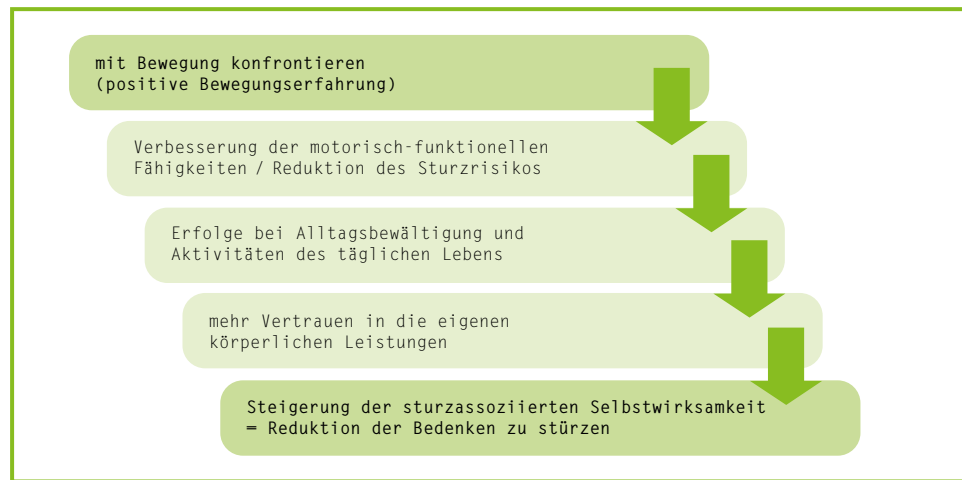 mit Bewegung konfrontieren
(positive Bewegungserfahrung)
Verbesserung der motorisch-funktionellen
Fähigkeiten / Reduktion des Sturzrisikos
Erfolge bei Alltagsbewältigung und
Aktivitäten des täglichen Lebens
mehr Vertrauen in die eigenen
körperlichen Leistungen
Steigerung der sturzassoziierten Selbstwirksamkeit
= Reduktion der Bedenken zu stürzen